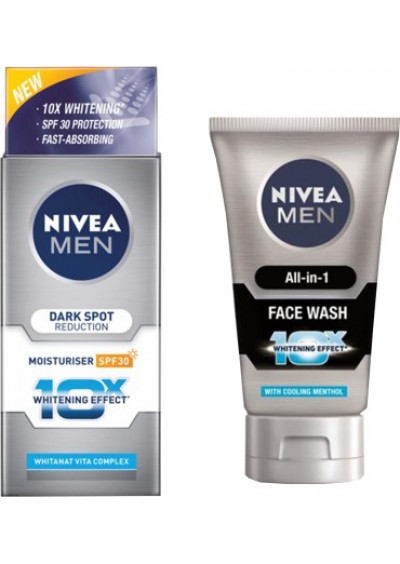 NEW
• 10X WHITENING*
• SPF 30 PROTECTION
• FAST-ABSORBING
NIVEA
MEN
DARK SPOT
REDUCTION
MOISTURISER SPF30
10X
WHITENING EFFECT*
WHITANAT VITA COMPLEX
NIVEA
MEN
All-in-1
FACE WASH
10X
WHITENING EFFECT*
WITH COOLING MENTHOL